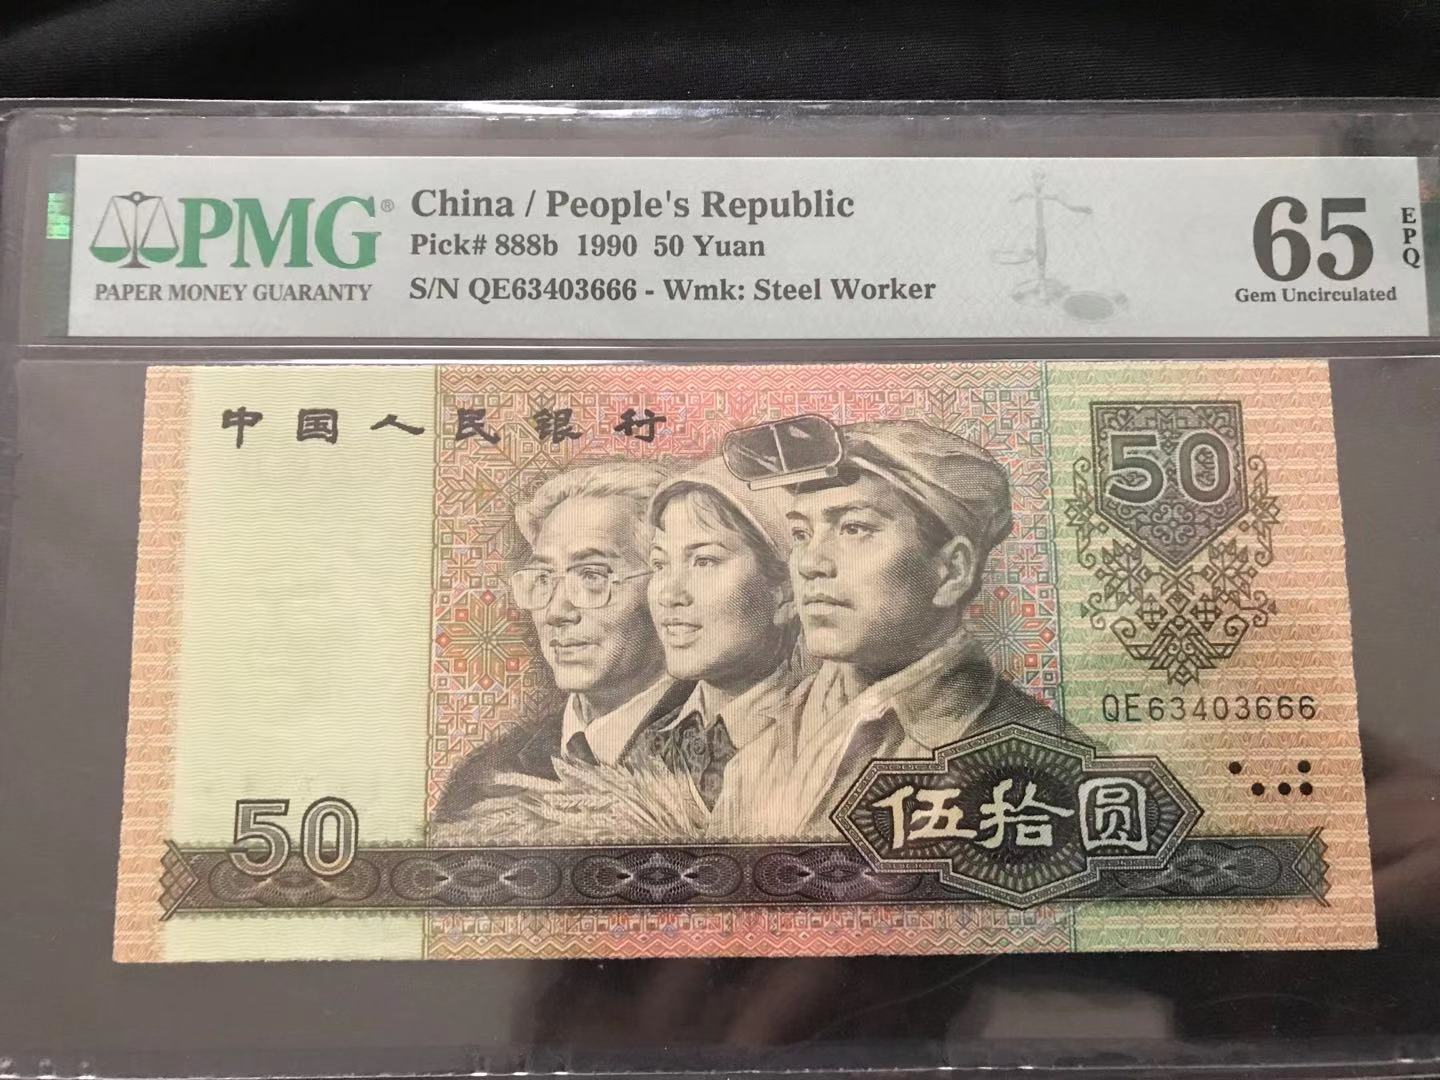 PMG®
PAPER MONEY GUARANTY
China / People's Republic
Pick# 888b 1990 50 Yuan
S/N QE63403666 - Wmk: Steel Worker
65
EPQ
Gem Uncirculated
中国人民银行
50
QE63403666
50
伍拾圆